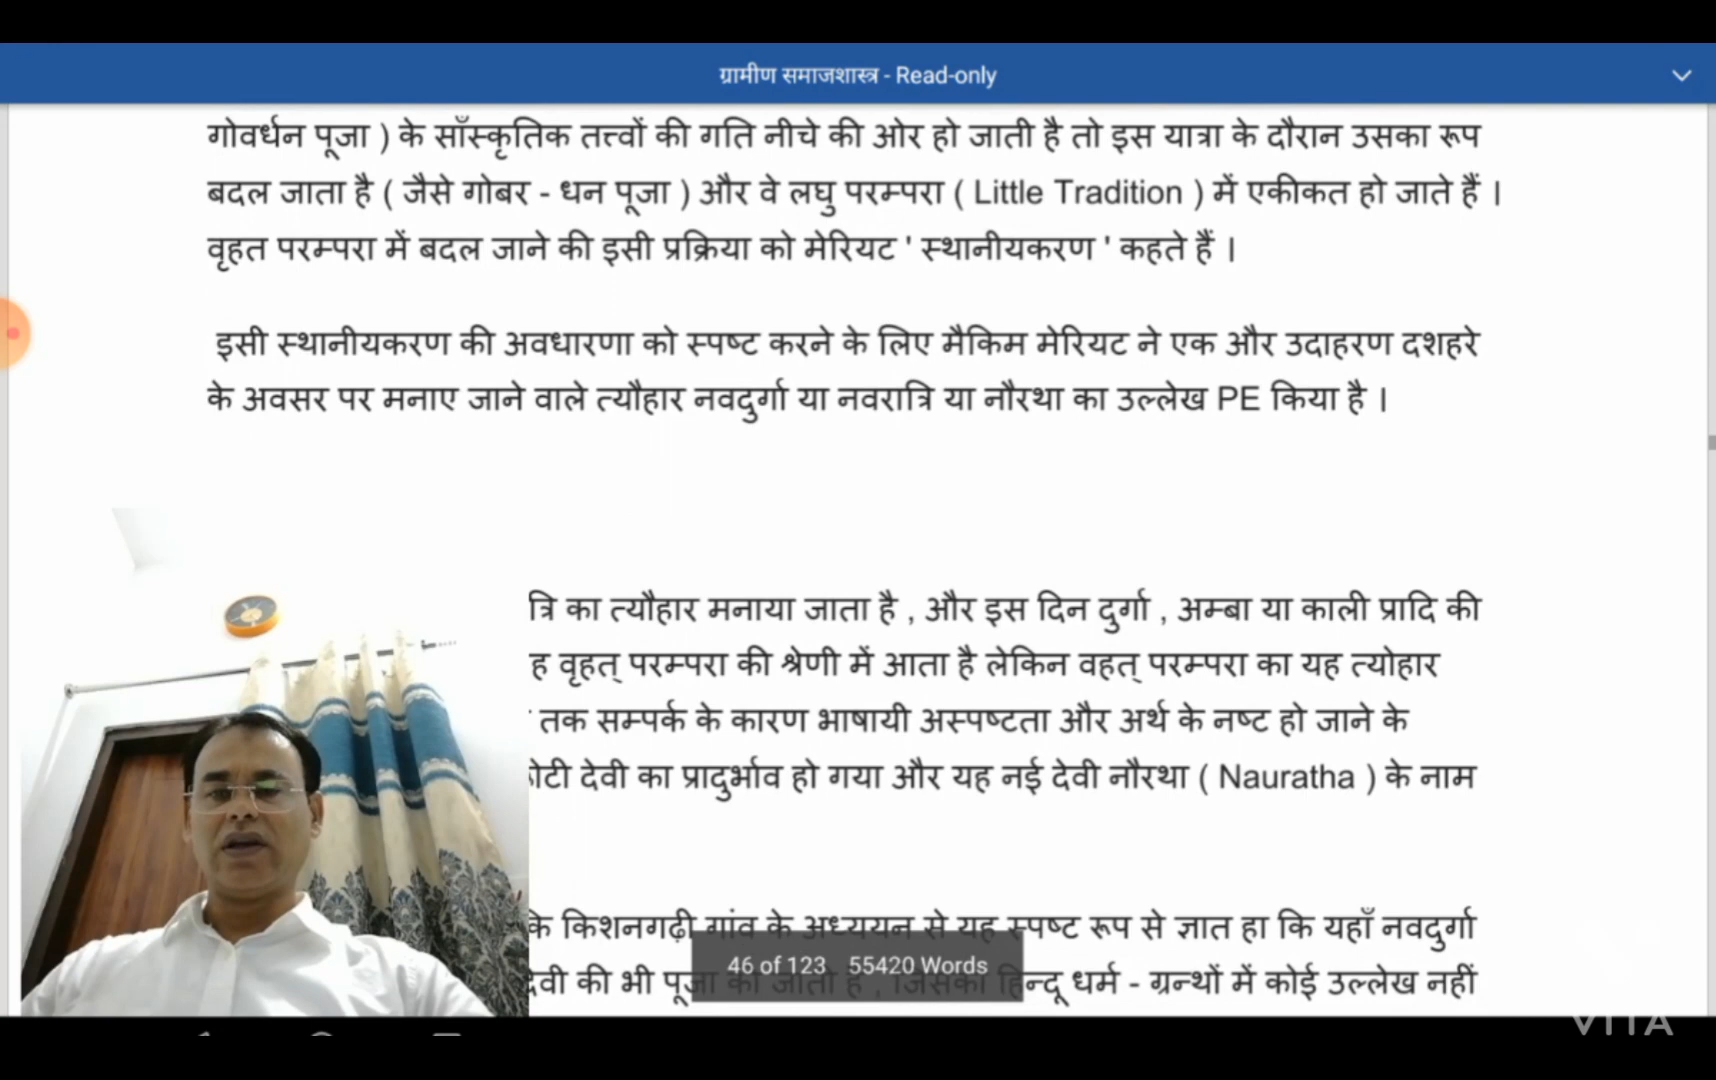 ग्रामीण समाजशास्त्र - Read-only
गोवर्धन पूजा ) के साँस्कृतिक तत्त्वों की गति नीचे की ओर हो जाती है तो इस यात्रा के दौरान उसका रूप
बदल जाता है ( जैसे गोबर - धन पूजा ) और वे लघु परम्परा ( Little Tradition ) में एकीकत हो जाते हैं ।
वृहत परम्परा में बदल जाने की इसी प्रक्रिया को मेरियट ' स्थानीयकरण ' कहते हैं ।
इसी स्थानीयकरण की अवधारणा को स्पष्ट करने के लिए मैकिम मेरियट ने एक और उदाहरण दशहरे
के अवसर पर मनाए जाने वाले त्यौहार नवदुर्गा या नवरात्रि या नौरथा का उल्लेख PE किया है ।
त्रि का त्यौहार मनाया जाता है , और इस दिन दुर्गा , अम्बा या काली प्रादि की
ह वृहत् परम्परा की श्रेणी में आता है लेकिन वहत् परम्परा का यह त्योहार
तक सम्पर्क के कारण भाषायी अस्पष्टता और अर्थ के नष्ट हो जाने के
देवी का प्रादुर्भाव हो गया और यह नई देवी नौरथा ( Nauratha ) के नाम
के किशनगढ़ी गांव के अध्ययन से यह स्पष्ट रूप से ज्ञात हा कि यहाँ नवदुर्गा
46 of 123 55420 Words
की भी पूजा की जाती है , जिसका हिन्दू धर्म - ग्रन्थों में कोई उल्लेख नहीं
VITA